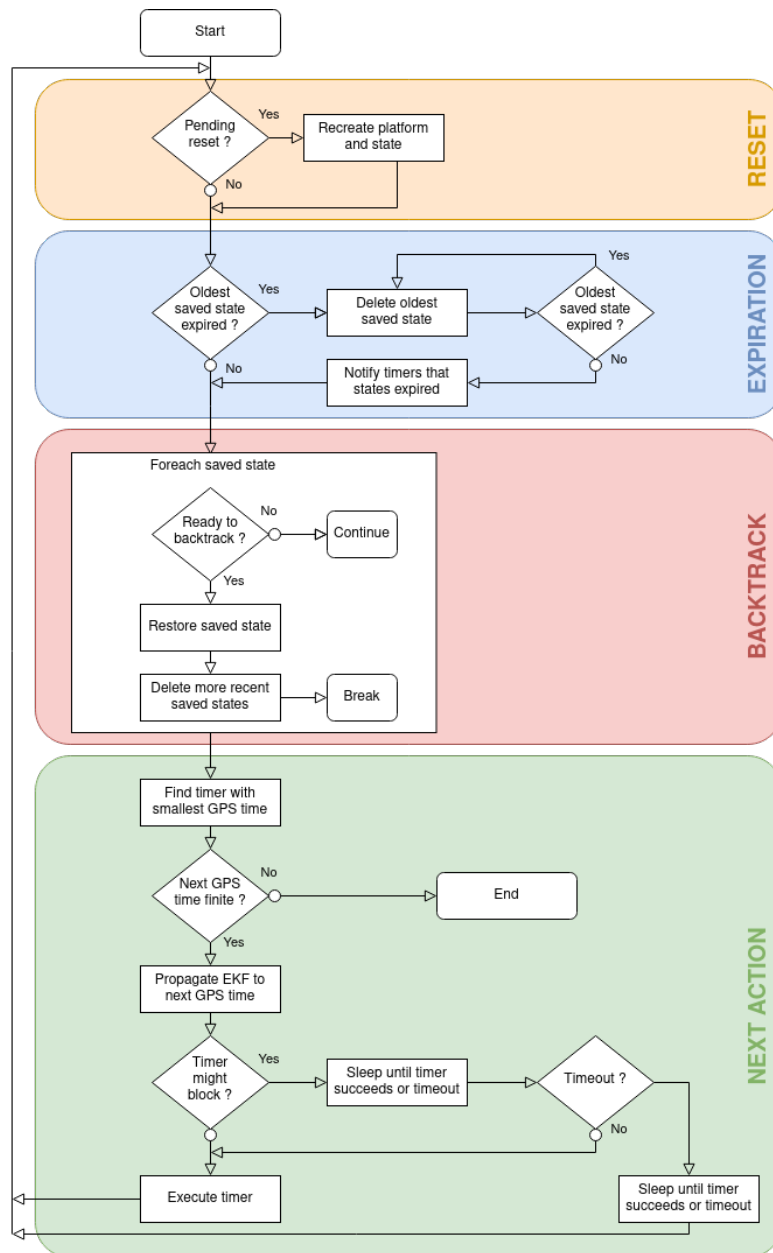 Start
Pending
reset ?
Yes
Recreate platform
and state
No
RESET
Oldest
saved state
expired ?
Yes
Delete oldest
saved state
Yes
Oldest
saved state
expired ?
No
No
Notify timers that
states expired
EXPIRATION
Foreach saved state
Ready to
backtrack ?
No
Continue
Yes
Restore saved state
Delete more recent
saved states
Break
BACKTRACK
Find timer with
smallest GPS time
Next GPS
time finite ?
No
End
Yes
Propagate EKF to
next GPS time
Timer
might
block ?
Yes
Sleep until timer
succeeds or timeout
Timeout ?
No
Execute timer
Sleep until timer
succeeds or timeout
NEXT ACTION